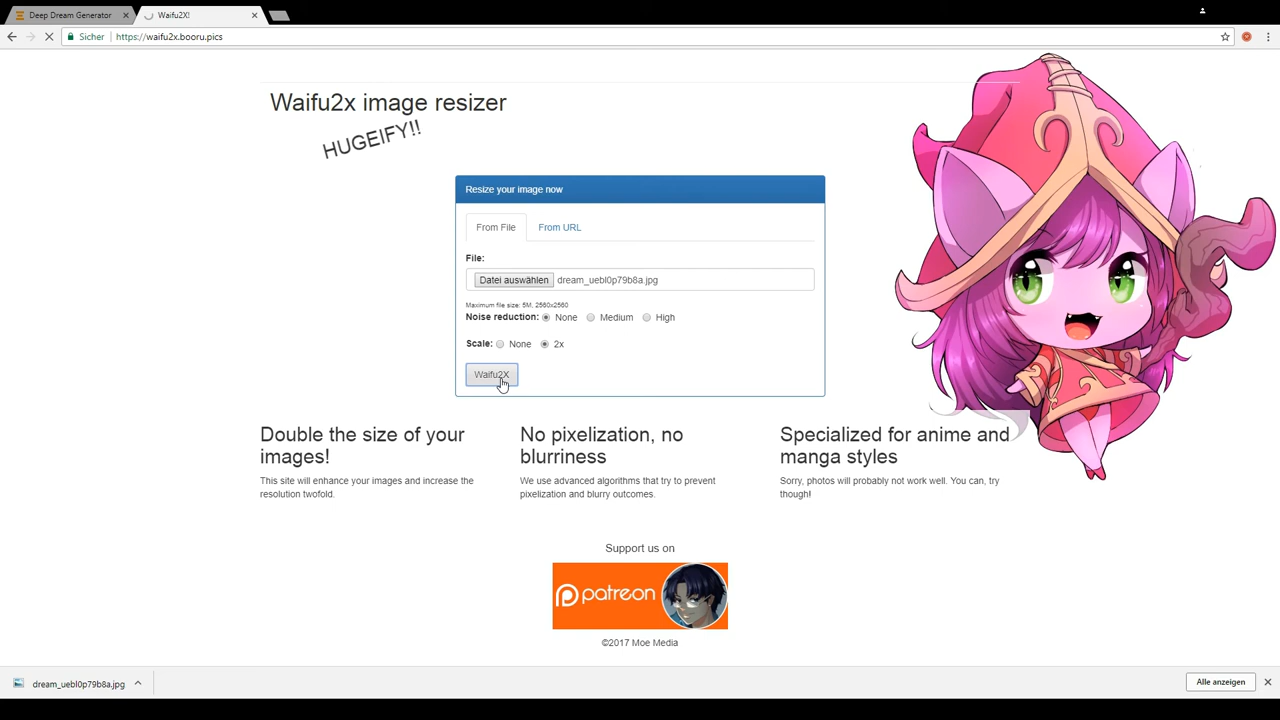 Deep Dream Generator
Waifu2X!
Sicher
https://waifu2x.booru.pics
Waifu2x image resizer
HUGEIFY!!
Resize your image now
From File
From URL
File:
Datei auswählen dream_uebl0p79b8a.jpg
Maximum file size: 5M, 2560x2560
Noise reduction: None Medium High
Scale: None 2x
Waifu2X
Double the size of your
images!
This site will enhance your images and increase the
resolution twofold.
No pixelization, no
blurriness
We use advanced algorithms that try to prevent
pixelization and blurry outcomes.
Specialized for anime and
manga styles
Sorry, photos will probably not work well. You can, try
though!
Support us on
patreon
©2017 Moe Media
dream_uebl0p79b8a.jpg
Alle anzeigen